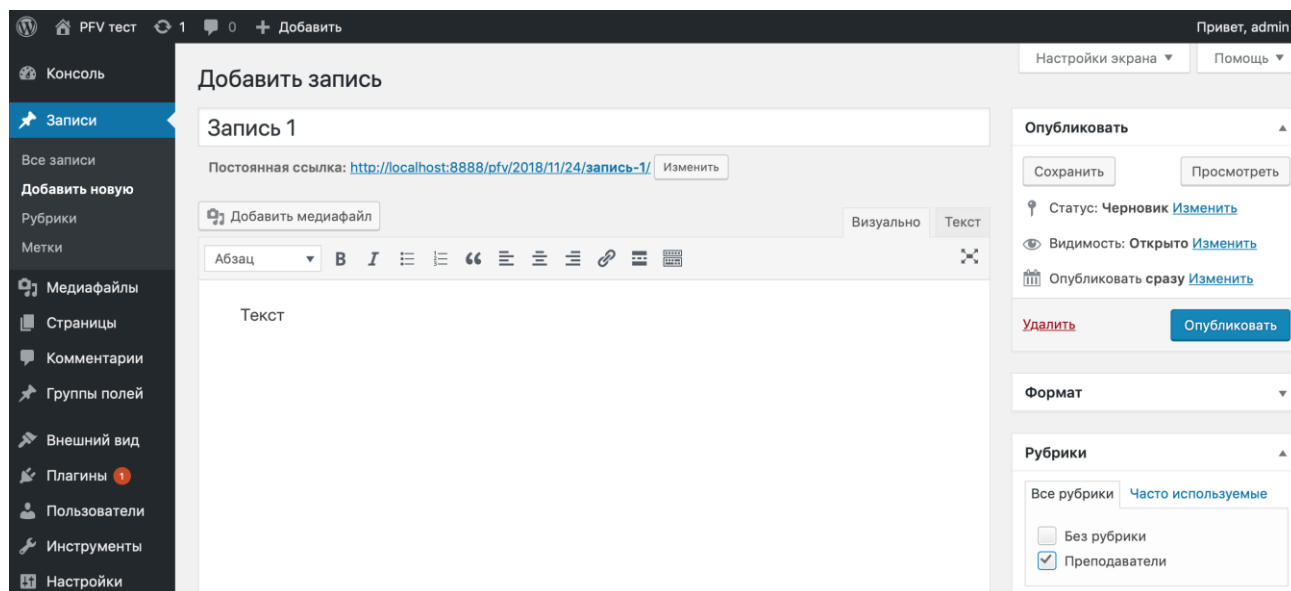 PFV тест 1 0 + Добавить Привет, admin
Настройки экрана ▼ Помощь ▼
Консоль
Записи
Все записи
Добавить новую
Рубрики
Метки
Медиафайлы
Страницы
Комментарии
Группы полей
Внешний вид
Плагины 1
Пользователи
Инструменты
Настройки
Добавить запись
Запись 1
Постоянная ссылка: http://localhost:8888/pfv/2018/11/24/запись-1/ Изменить
Добавить медиафайл
Визуально Текст
Абзац ▼ B I
Текст
Опубликовать
Сохранить Просмотреть
Статус: Черновик Изменить
Видимость: Открыто Изменить
Опубликовать сразу Изменить
Удалить Опубликовать
Формат
Рубрики
Все рубрики Часто используемые
Без рубрики
Преподаватели